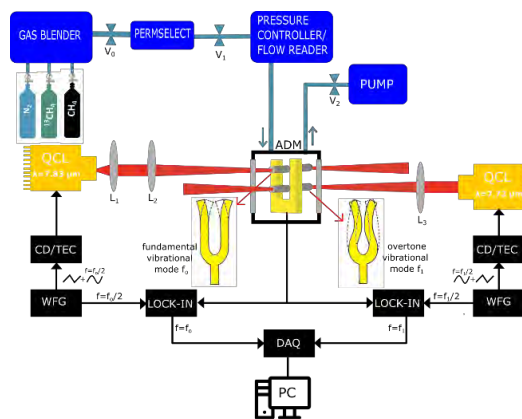 GAS BLENDER
PERMSELECT
PRESSURE
CONTROLLER/
FLOW READER
V₀
V₁
V₂
PUMP
N₂
¹³CH₄
CH₄
ADM
QCL
QCL
L₁
L₂
L₃
fundamental
vibrational
mode f₀
overtone
vibrational
mode f₁
CD/TEC
CD/TEC
f=f₀/2
f=f₁/2
WFG
f=f₀/2
LOCK-IN
LOCK-IN
f=f₁/2
WFG
f=f₀
f=f₁
DAQ
PC